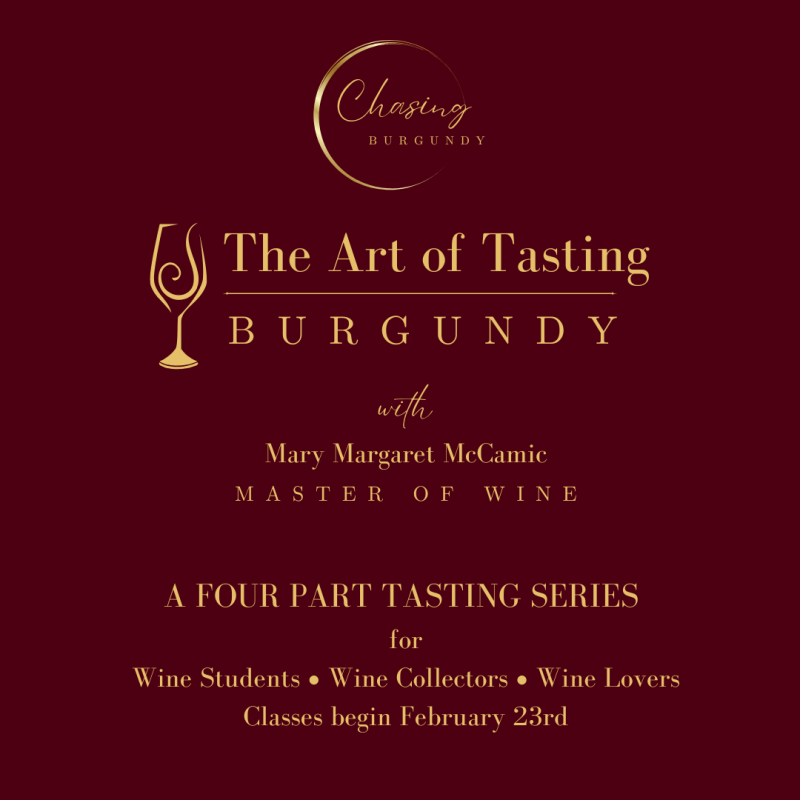 Chasing
BURGUNDY
The Art of Tasting
BURGUNDY
with
Mary Margaret McCamic
MASTER OF WINE
A FOUR PART TASTING SERIES
for
Wine Students • Wine Collectors • Wine Lovers
Classes begin February 23rd